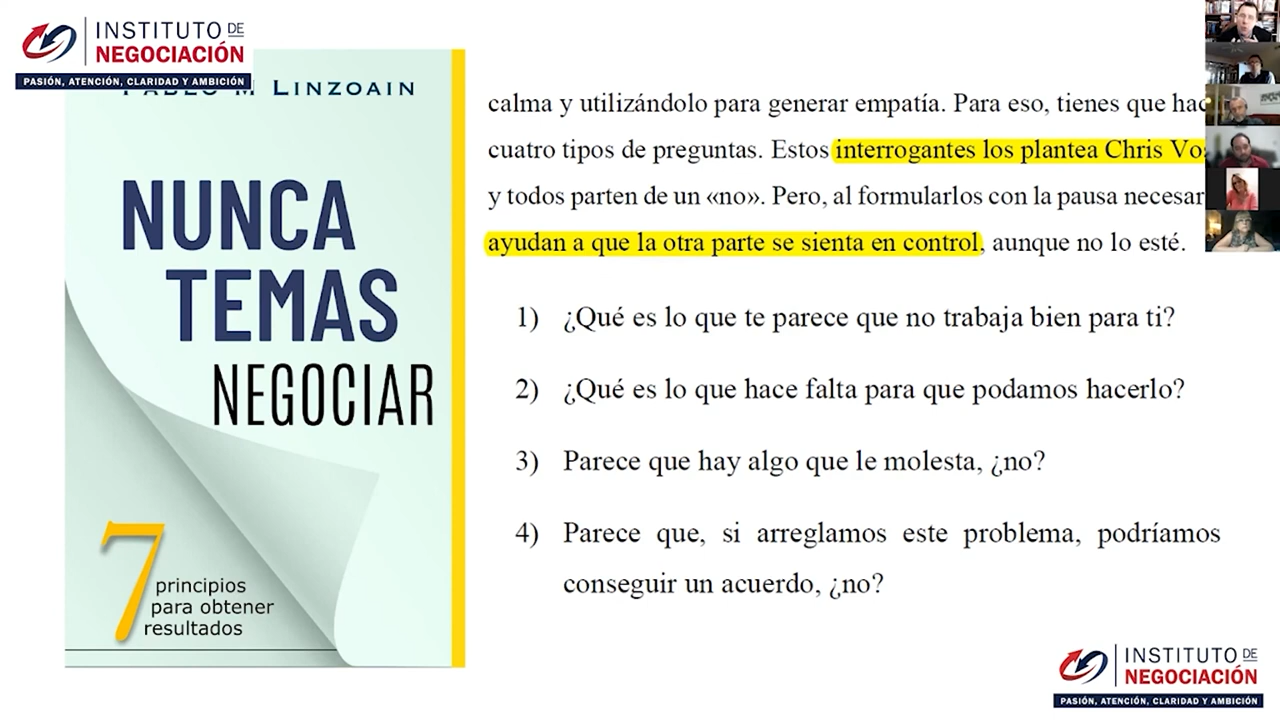 INSTITUTO DE
NEGOCIACIÓN
PASIÓN, ATENCIÓN, CLARIDAD Y AMBICIÓN
LINZOAIN
NUNCA
TEMAS
NEGOCIAR
7
principios
para obtener
resultados
calma y utilizándolo para generar empatía. Para eso, tienes que
cuatro tipos de preguntas. Estos interrogantes los plantea Chris
y todos parten de un «no». Pero, al formularlos con la pausa
ayudan a que la otra parte se sienta en control, aunque no lo esté.
1) ¿Qué es lo que te parece que no trabaja bien para ti?
2) ¿Qué es lo que hace falta para que podamos hacerlo?
3) Parece que hay algo que le molesta, ¿no?
4) Parece que, si arreglamos este problema, podríamos
conseguir un acuerdo, ¿no?
INSTITUTO DE
NEGOCIACIÓN
PASIÓN, ATENCIÓN, CLARIDAD Y AMBICIÓN